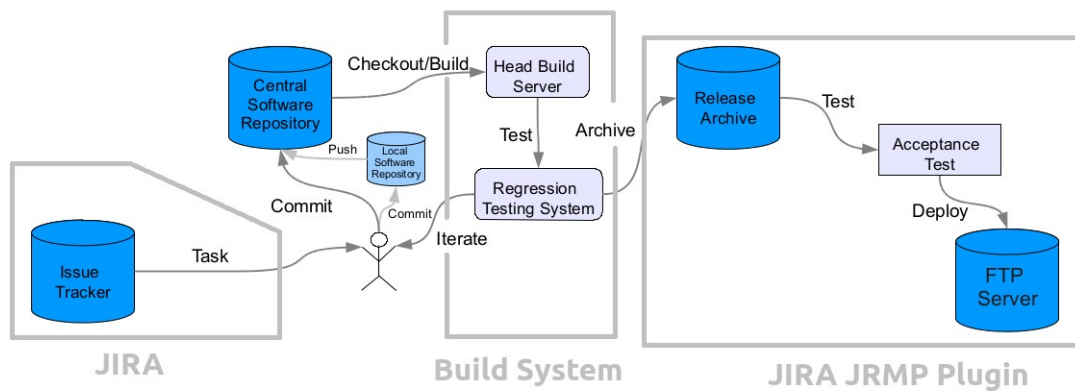 Checkout/Build
Central
Software
Repository
Head Build
Server
Release
Archive
Test
Test
Archive
Acceptance
Test
Push
Local
Software
Repository
Commit
Commit
Regression
Testing System
Deploy
Iterate
Task
Issue
Tracker
FTP
Server
JIRA
Build System
JIRA JRMP Plugin